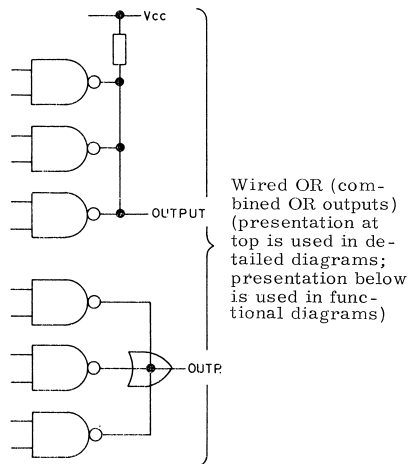 Vcc
OUTPUT
Wired OR (com-
bined OR outputs)
(presentation at
top is used in de-
tailed diagrams;
presentation below
is used in func-
tional diagrams)
OUTP.